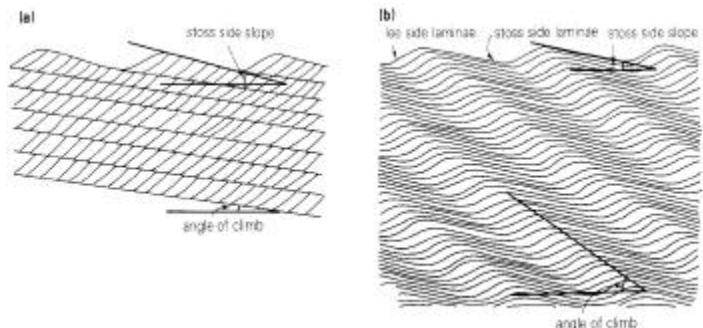 (a)
stoss side slope
angle of climb
(b)
lee side laminae stoss side laminae stoss side slope
angle of climb